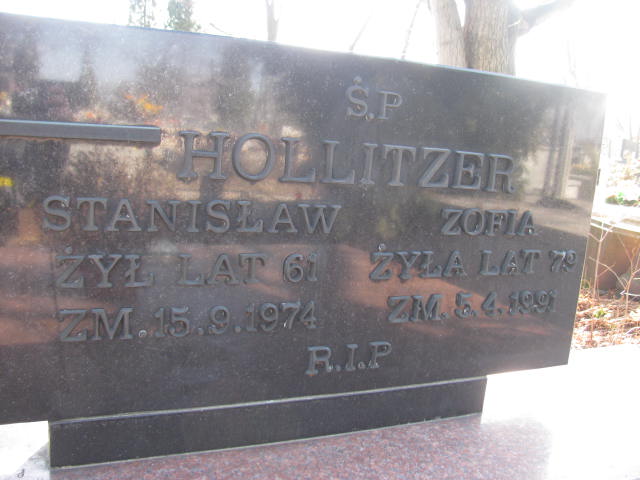 Ś.P
HOLLITZER
STANISŁAW ZOFIA
ŻYŁ LAT 61 ŻYŁA LAT 79
ZM. 15.9.1974 ZM. 5.4.1991
R.I.P